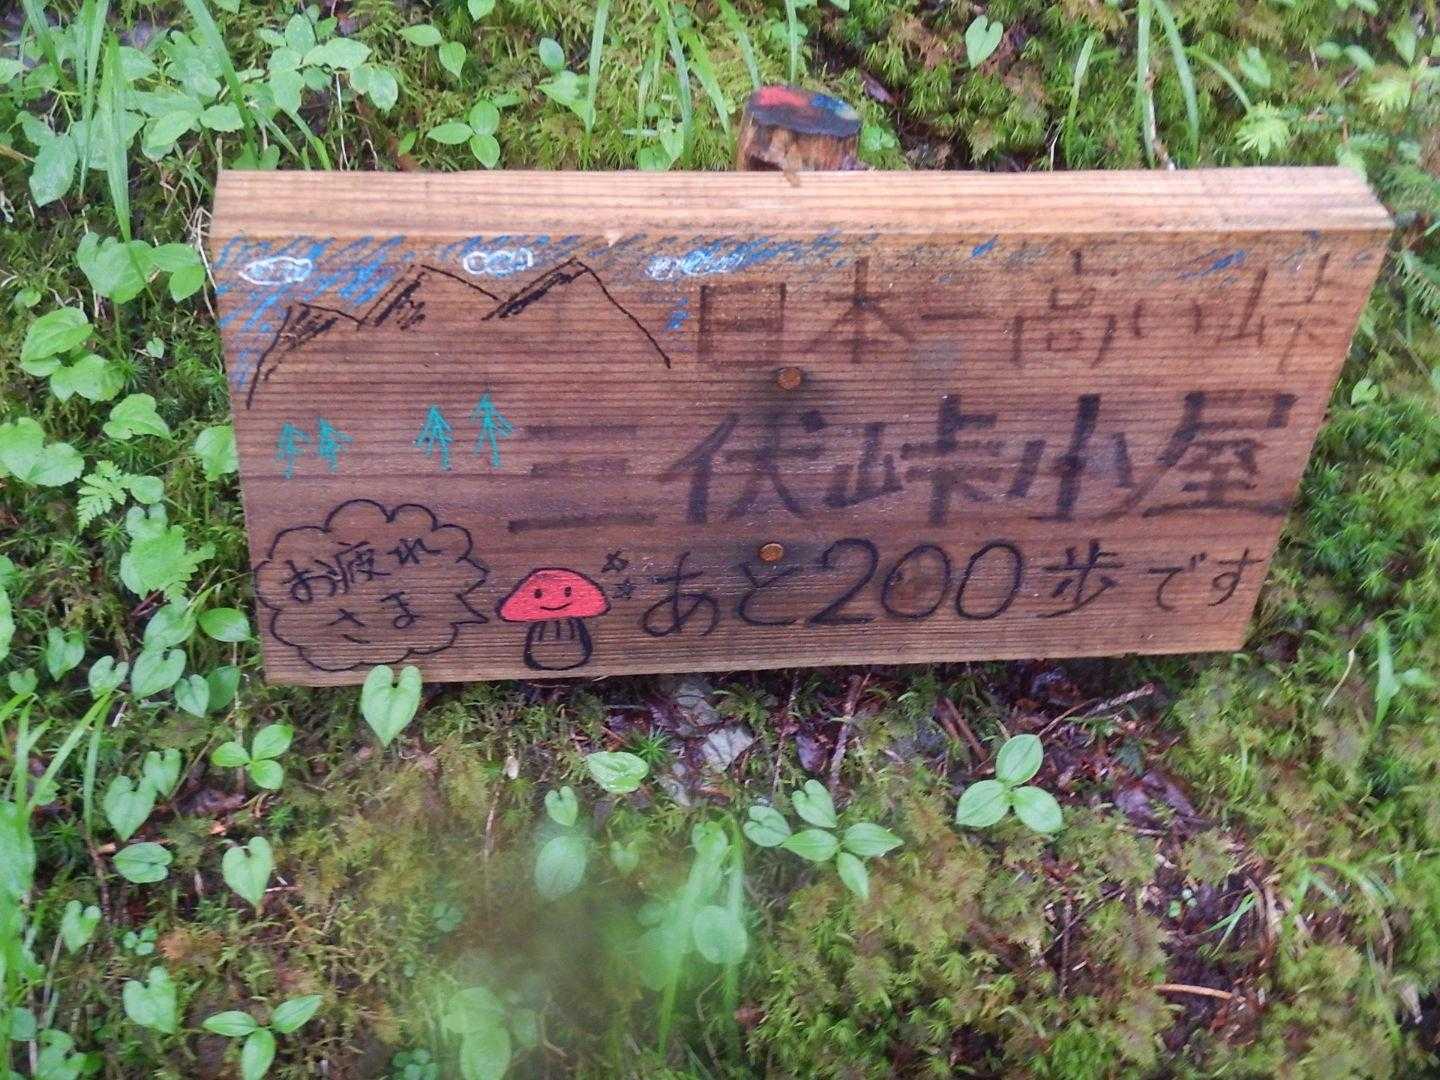 日本一高い峠
三伏峠小屋
あと200歩です
お疲れ
さま